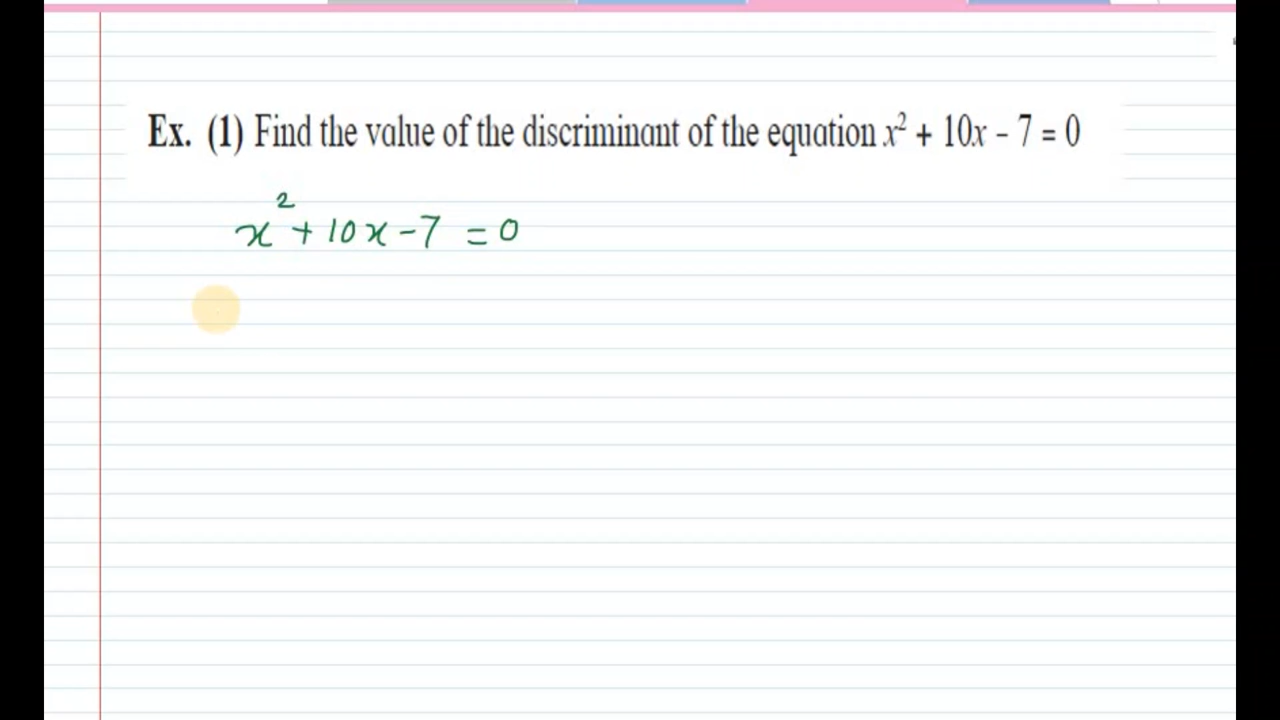 Ex. (1) Find the value of the discriminant of the equation x² + 10x – 7 = 0
x² + 10x – 7 = 0